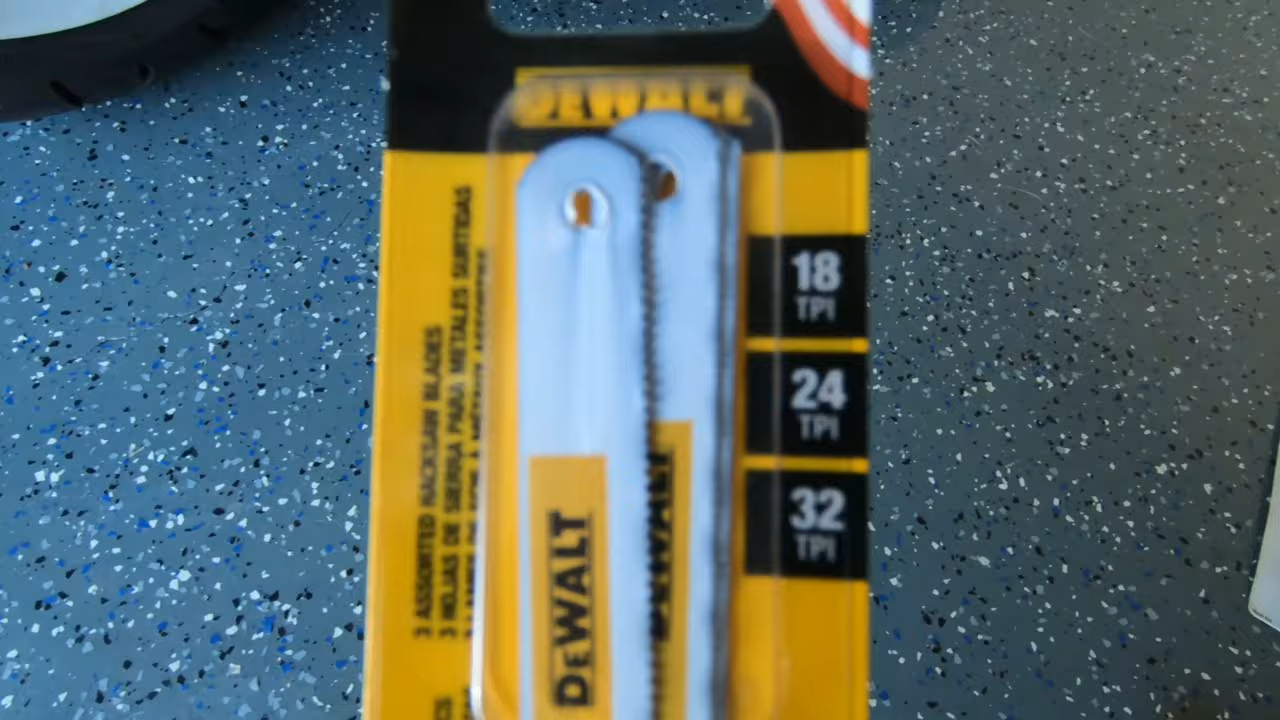 DEWALT
18
TPI
24
TPI
32
TPI
3 ASSORTED HACKSAW BLADES
3 HOJAS DE SIERRA PARA METALES SURTIDAS
DEWALT
DEWALT